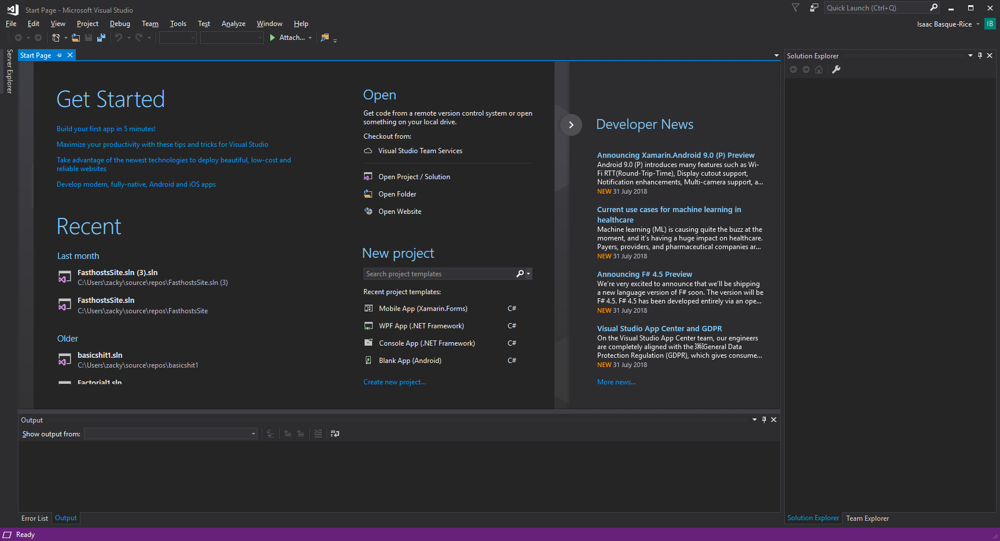 Start Page - Microsoft Visual Studio
Quick Launch (Ctrl+Q)
File Edit View Project Debug Team Tools Test Analyze Window Help
Isaac Basque-Rice IB
Attach...
Server Explorer
Start Page
Get Started
Build your first app in 5 minutes!
Maximize your productivity with these tips and tricks for Visual Studio
Take advantage of the newest technologies to deploy beautiful, low-cost and
reliable websites
Develop modern, fully-native, Android and iOS apps
Recent
Last month
FasthostsSite.sln (3).sln
C:\Users\zacky\source\repos\FasthostsSite.sln (3)
FasthostsSite.sln
C:\Users\zacky\source\repos\FasthostsSite
Older
basicshit1.sln
C:\Users\zacky\source\repos\basicshit1
Factorial1.sln
Open
Get code from a remote version control system or open
something on your local drive.
Checkout from:
Visual Studio Team Services
Open Project / Solution
Open Folder
Open Website
New project
Search project templates
Recent project templates:
Mobile App (Xamarin.Forms) C#
WPF App (.NET Framework) C#
Console App (.NET Framework) C#
Blank App (Android) C#
Create new project...
Developer News
Announcing Xamarin.Android 9.0 (P) Preview
Android 9.0 (P) introduces many features such as Wi-
Fi RTT(Round-Trip-Time), Display cutout support,
Notification enhancements, Multi-camera support, a...
NEW 31 July 2018
Current use cases for machine learning in
healthcare
Machine learning (ML) is causing quite the buzz at the
moment, and it's having a huge impact on healthcare.
Payers, providers, and pharmaceutical companies ar...
NEW 31 July 2018
Announcing F# 4.5 Preview
We're very excited to announce that we'll be shipping
a new language version of F# soon. The version will be
F# 4.5. F# 4.5 has been developed entirely via an ope...
NEW 31 July 2018
Visual Studio App Center and GDPR
On the Visual Studio App Center team, our engineers
are completely aligned with the ￼General Data
Protection Regulation (GDPR), which gives consume...
NEW 31 July 2018
More news...
Solution Explorer
Output
Show output from:
Error List Output
Solution Explorer Team Explorer
Ready